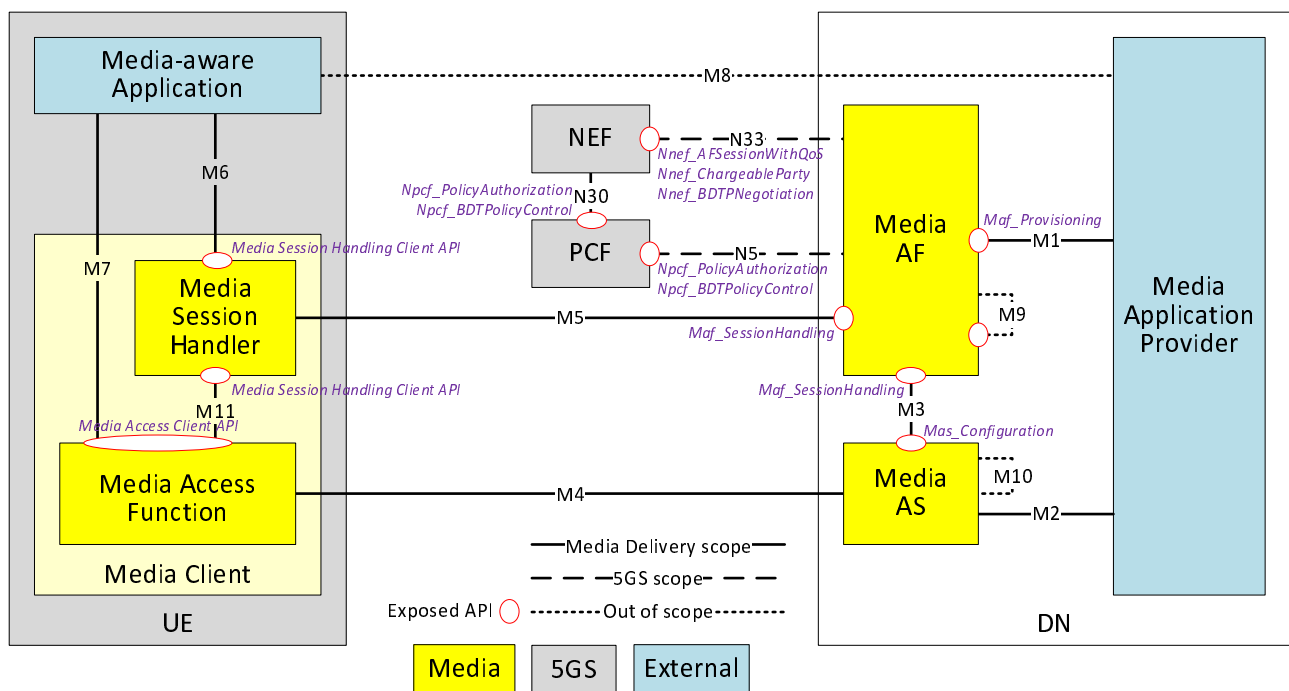 Media-aware
Application
M8
NEF
N33
Nnef_AFSessionWithQoS
Nnef_ChargeableParty
Nnef_BDTPNegotiation
M6
Npcf_PolicyAuthorization
Npcf_BDTPolicyControl
N30
Media
AF
Maf_Provisioning
M1
Media Session Handling Client API
M7
PCF
N5
Npcf_PolicyAuthorization
Npcf_BDTPolicyControl
Media
Session
Handler
M5
Maf_SessionHandling
M9
Media
Application
Provider
Media Session Handling Client API
M11
Media Access Client API
Maf_SessionHandling
M3
Mas_Configuration
Media Access
Function
M4
Media
AS
M10
M2
Media Client
UE
Media Delivery scope
5GS scope
Exposed API
Out of scope
DN
Media
5GS
External